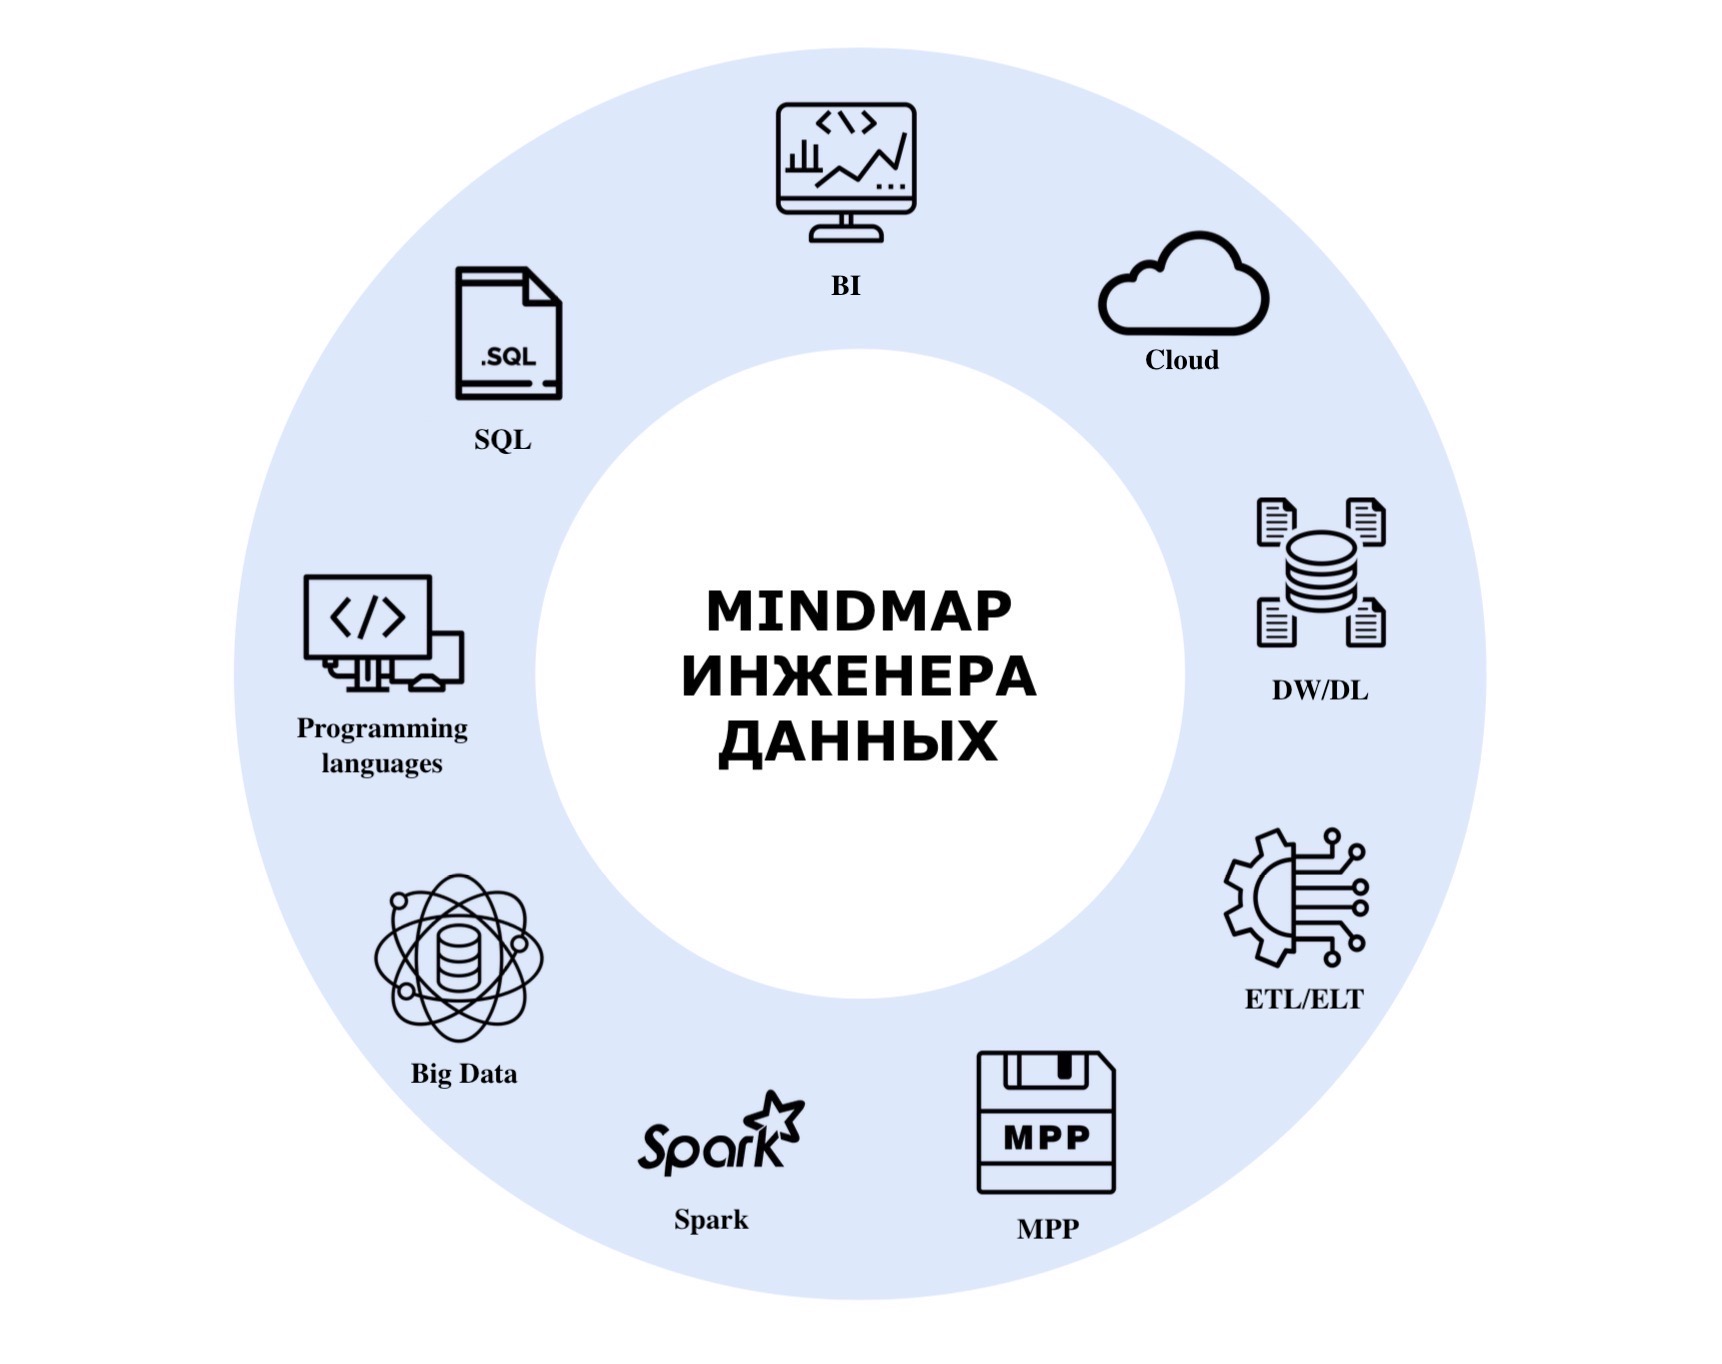 BI
Cloud
.SQL
SQL
DW/DL
MINDMAP
ИНЖЕНЕРА
ДАННЫХ
Programming
languages
ETL/ELT
Big Data
MPP
Spark
Spark
MPP